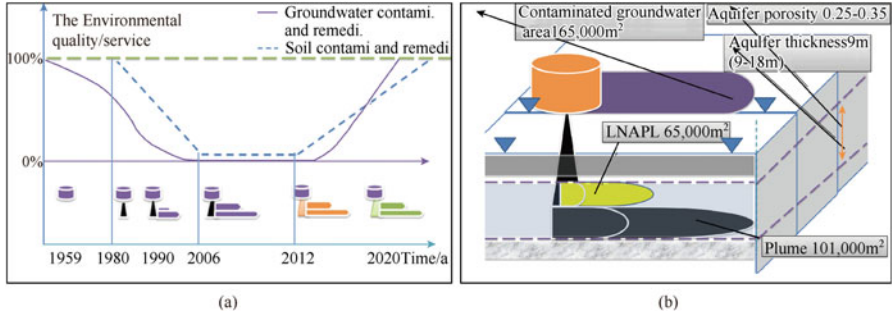 The Environmental
quality/service
Groundwater contami.
and remedi.
Soil contami and remedi
100%
0%
1959
1980
1990
2006
2012
2020Time/a
(a)
Contaminated groundwater
area165,000m²
Aquifer porosity 0.25-0.35
Aquifer thickness9m
(9-18m)
LNAPL 65,000m²
Plume 101,000m²
(b)